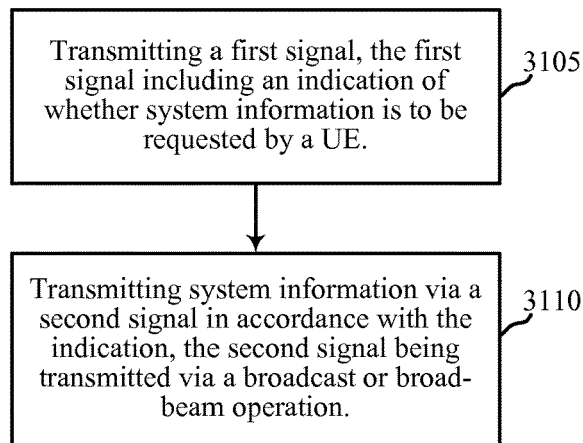 Transmitting a first signal, the first
signal including an indication of
whether system information is to be
requested by a UE.
3105
Transmitting system information via a
second signal in accordance with the
indication, the second signal being
transmitted via a broadcast or broad-
beam operation.
3110